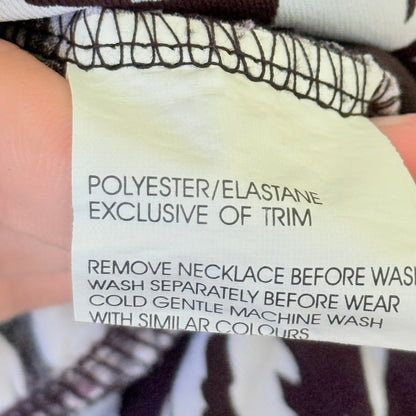 POLYESTER/ELASTANE
EXCLUSIVE OF TRIM
REMOVE NECKLACE BEFORE WASH
WASH SEPARATELY BEFORE WEAR
COLD GENTLE MACHINE WASH
WITH SIMILAR COLOURS